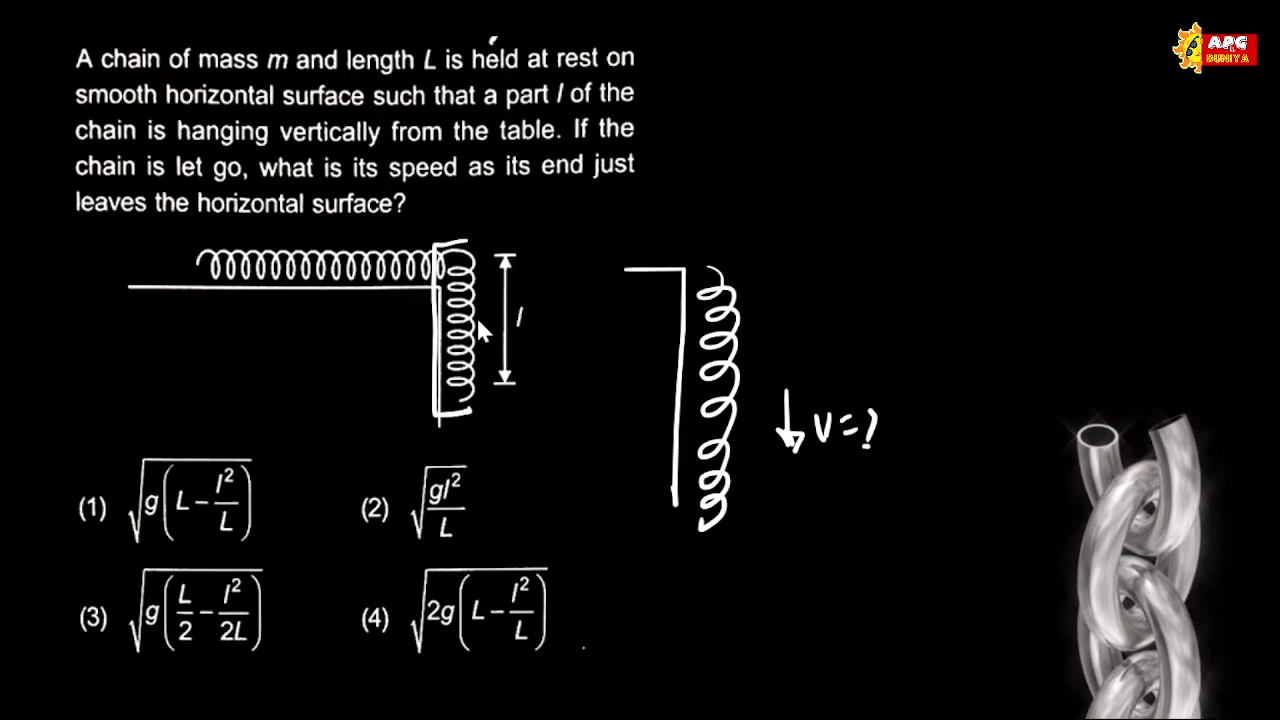 A chain of mass m and length L is held at rest on
smooth horizontal surface such that a part l of the
chain is hanging vertically from the table. If the
chain is let go, what is its speed as its end just
leaves the horizontal surface?
l
v=?
(1) √(g(L − l²/L))
(2) √(gl²/L)
(3) √(g(L/2 − l²/2L))
(4) √(2g(L − l²/L))
APG
DUNIYA